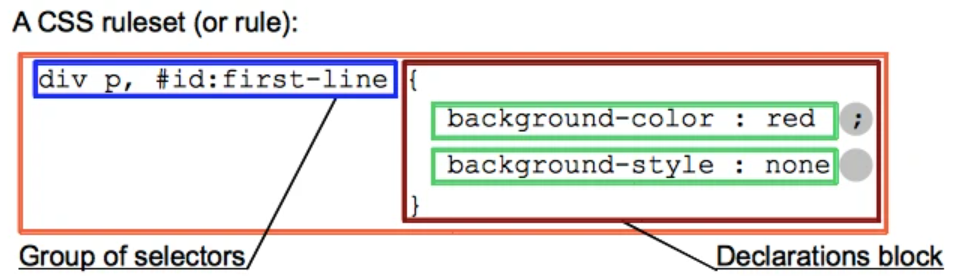 A CSS ruleset (or rule):
div p, #id:first-line {
background-color : red ;
background-style : none
}
Group of selectors
Declarations block